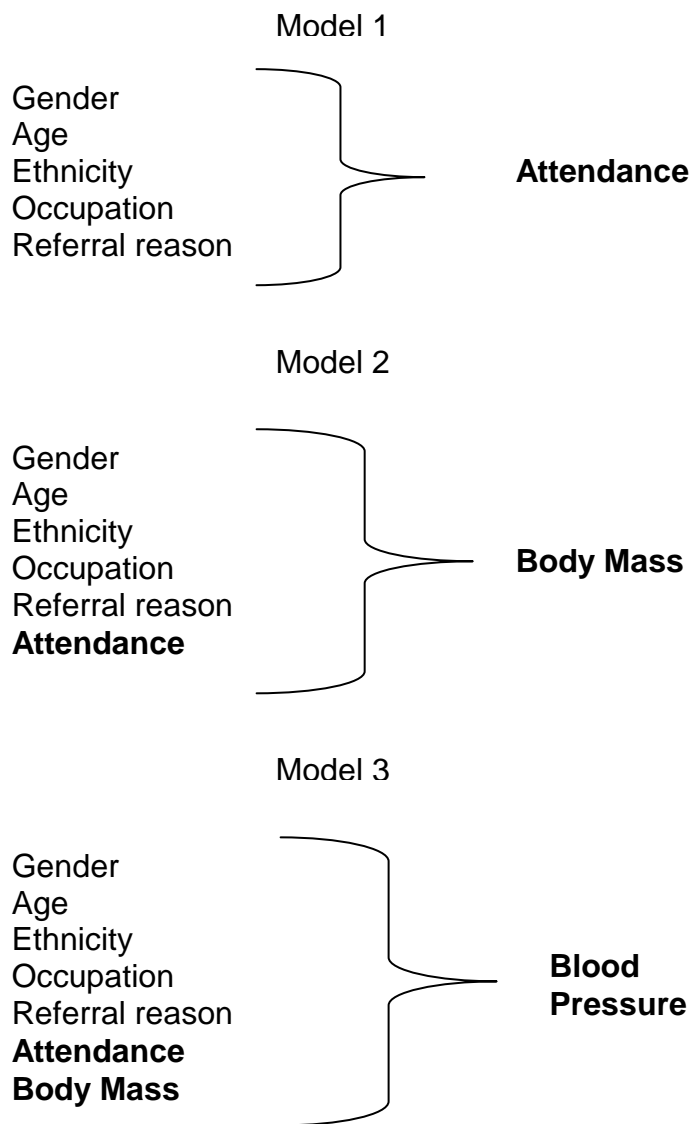 Model 1
Gender
Age
Ethnicity
Occupation
Referral reason
Attendance
Model 2
Gender
Age
Ethnicity
Occupation
Referral reason
Attendance
Body Mass
Model 3
Gender
Age
Ethnicity
Occupation
Referral reason
Attendance
Body Mass
Blood
Pressure